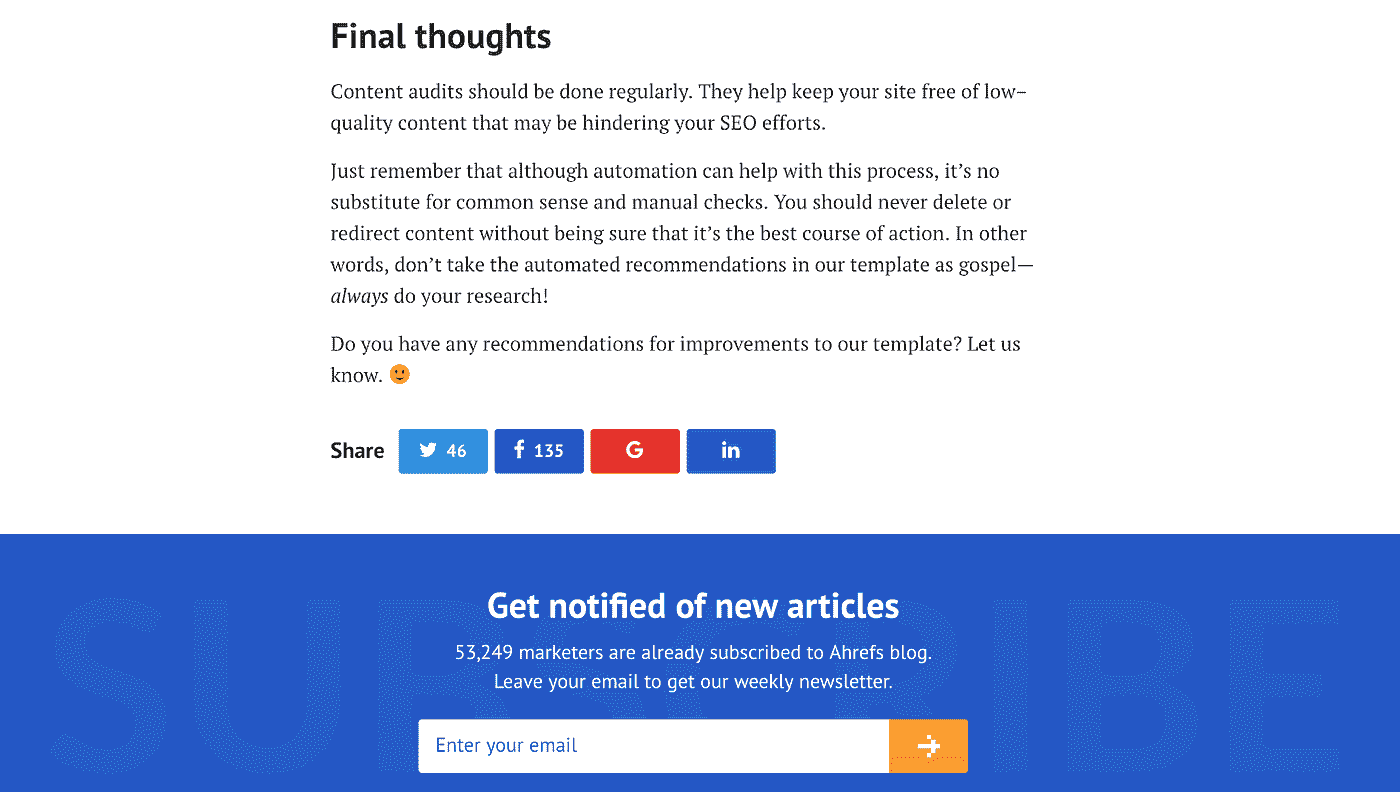 Final thoughts
Content audits should be done regularly. They help keep your site free of low–
quality content that may be hindering your SEO efforts.
Just remember that although automation can help with this process, it’s no
substitute for common sense and manual checks. You should never delete or
redirect content without being sure that it’s the best course of action. In other
words, don’t take the automated recommendations in our template as gospel—
always do your research!
Do you have any recommendations for improvements to our template? Let us
know. 🙂
Share 46 135 G in
SUBSCRIBE
Get notified of new articles
53,249 marketers are already subscribed to Ahrefs blog.
Leave your email to get our weekly newsletter.
Enter your email